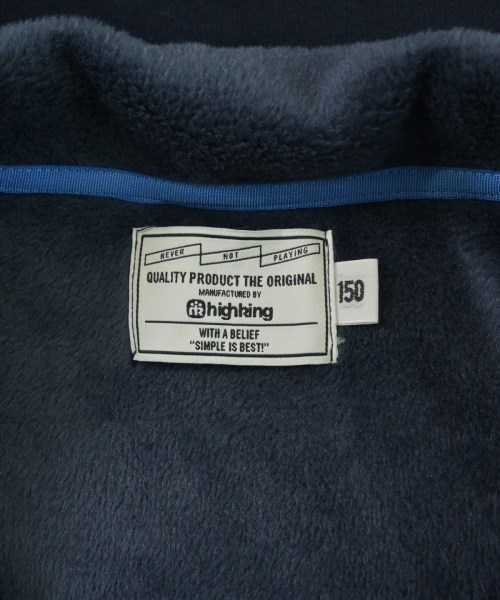 NEVER NOT PLAYING
QUALITY PRODUCT THE ORIGINAL
MANUFACTURED BY
highking
WITH A BELIEF
"SIMPLE IS BEST!"
150